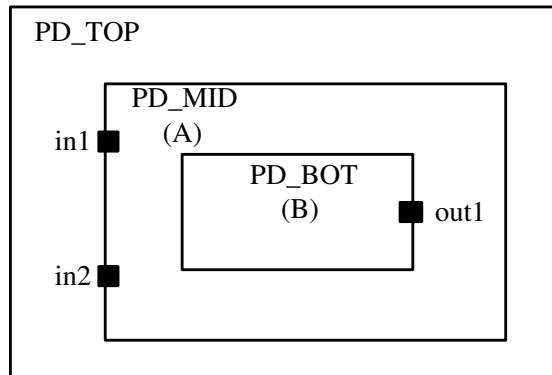 PD_TOP
PD_MID
(A)
in1
PD_BOT
(B)
out1
in2